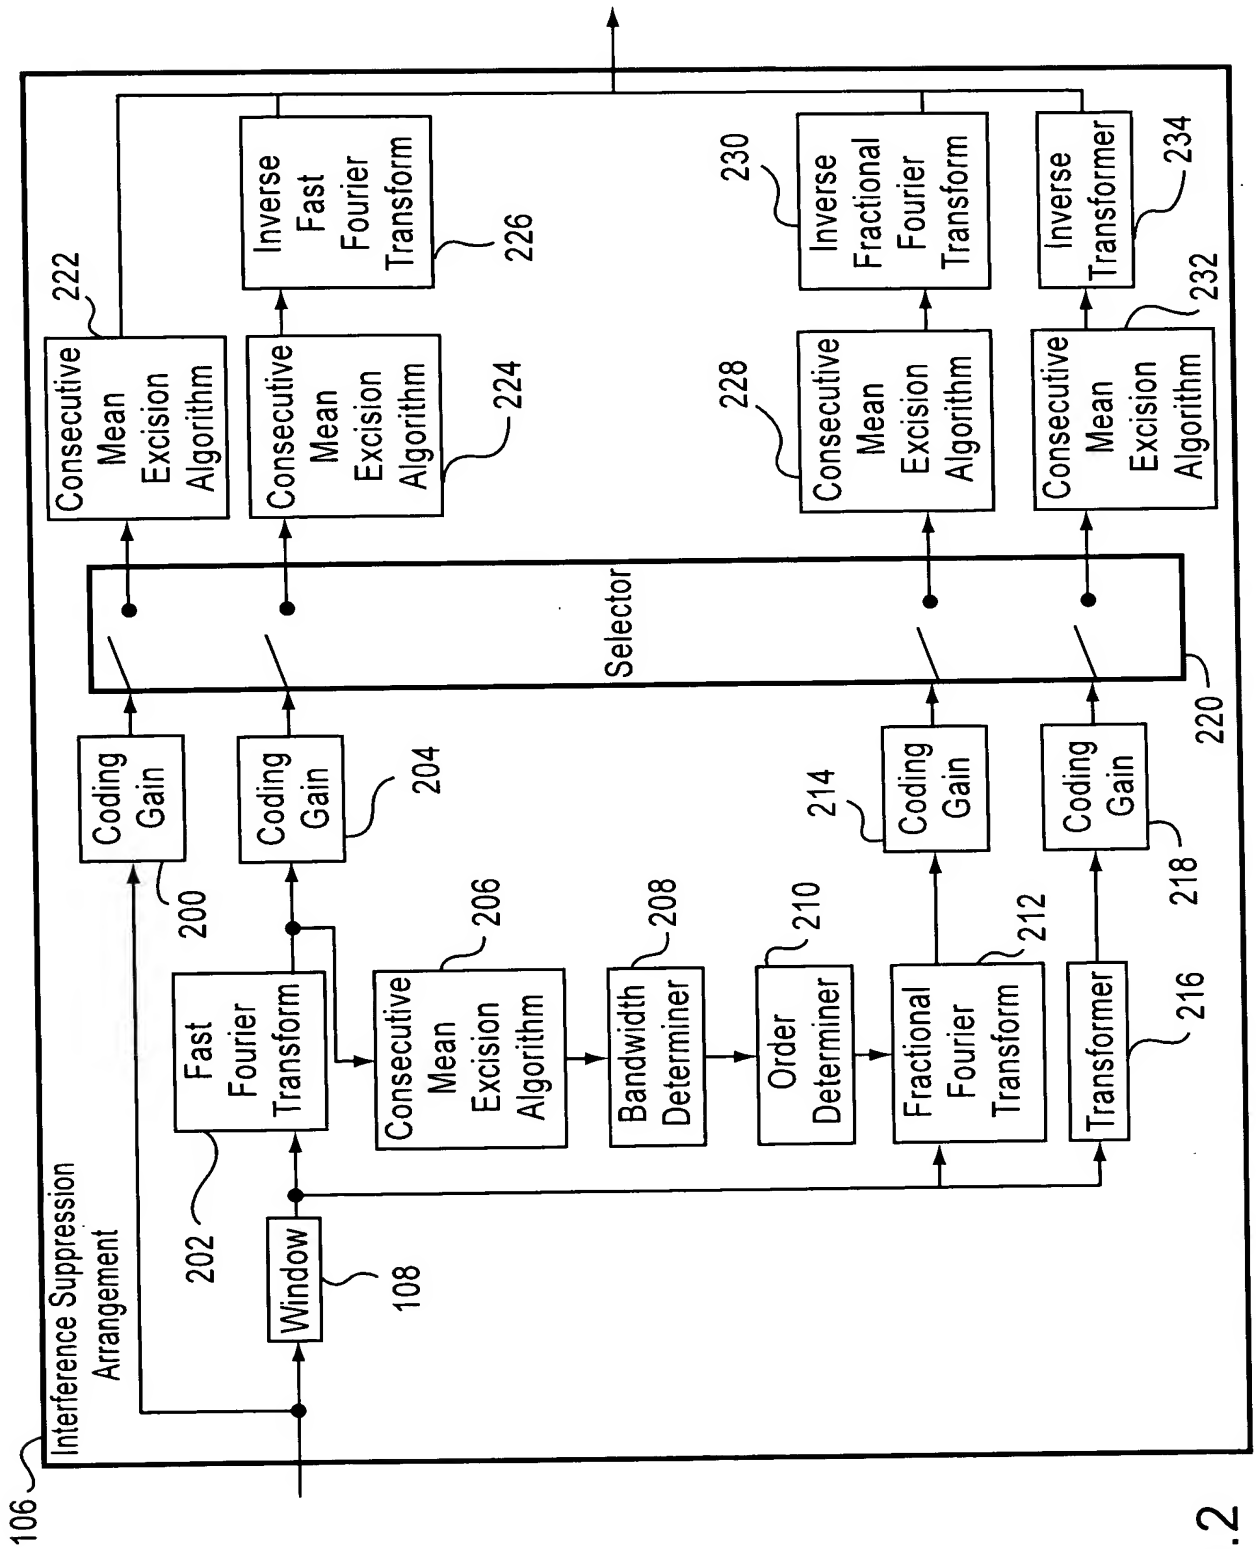 106
Interference Suppression
Arrangement
Window
108
202
Fast
Fourier
Transform
Coding
Gain
200
Coding
Gain
204
Consecutive
Mean
Excision
Algorithm
206
Bandwidth
Determiner
208
Order
Determiner
210
Fractional
Fourier
Transform
212
Transformer
216
Coding
Gain
214
Coding
Gain
218
Selector
220
Consecutive
Mean
Excision
Algorithm
222
Consecutive
Mean
Excision
Algorithm
224
Inverse
Fast
Fourier
Transform
226
Consecutive
Mean
Excision
Algorithm
228
Inverse
Fractional
Fourier
Transform
230
Consecutive
Mean
Excision
Algorithm
232
Inverse
Transformer
234
.2